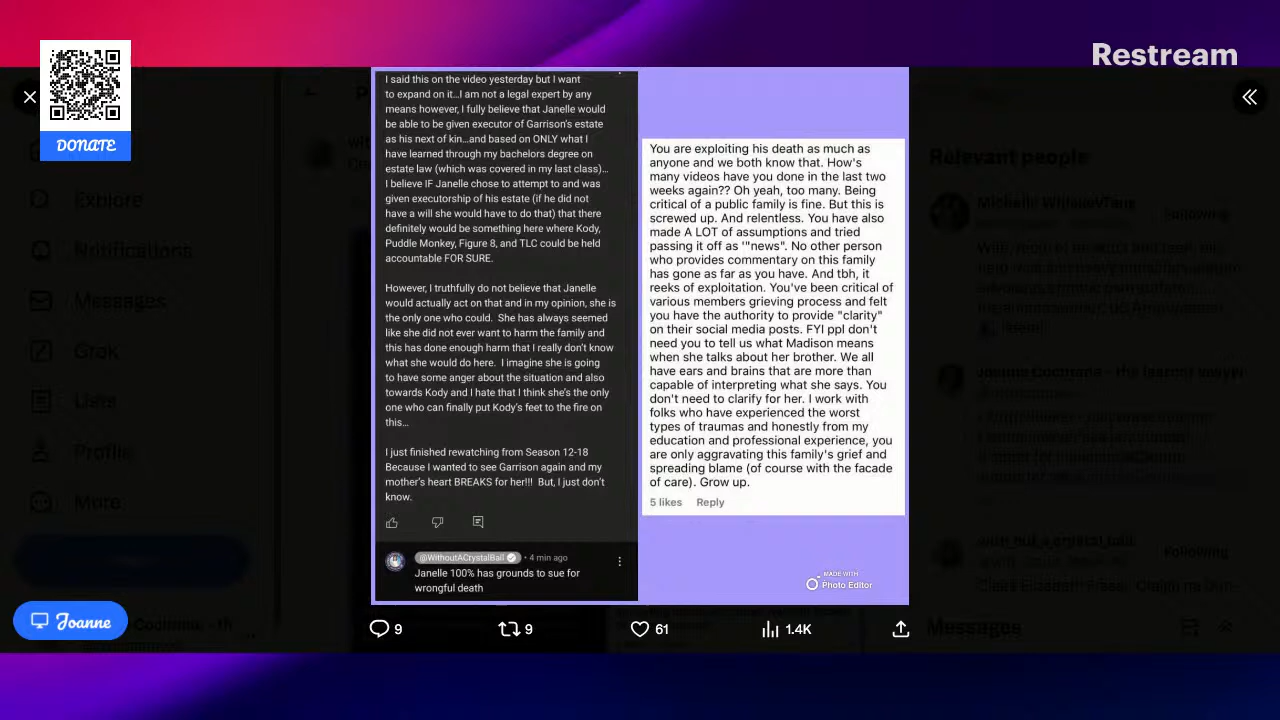 Restream
DONATE
I said this on the video yesterday but I want
to expand on it...I am not a legal expert by any
means however, I fully believe that Janelle would
be able to be given executor of Garrison's estate
as his next of kin...and based on ONLY what I
have learned through my bachelors degree on
estate law (which was covered in my last class)...
I believe IF Janelle chose to attempt to and was
given executorship of his estate (if he did not
have a will she would have to do that) that there
definitely would be something here where Kody,
Puddle Monkey, Figure 8, and TLC could be held
accountable FOR SURE.
However, I truthfully do not believe that Janelle
would actually act on that and in my opinion, she is
the only one who could. She has always seemed
like she did not ever want to harm the family and
this has done enough harm that I really don't know
what she would do here. I imagine she is going
to have some anger about the situation and also
towards Kody and I hate that I think she's the only
one who can finally put Kody's feet to the fire on
this...
I just finished rewatching from Season 12-18
Because I wanted to see Garrison again and my
mother's heart BREAKS for her!!! But, I just don't
know.
@WithoutACrystalBall • 4 min ago
Janelle 100% has grounds to sue for
wrongful death
You are exploiting his death as much as
anyone and we both know that. How's
many videos have you done in the last two
weeks again?? Oh yeah, too many. Being
critical of a public family is fine. But this is
screwed up. And relentless. You have also
made A LOT of assumptions and tried
passing it off as '"news". No other person
who provides commentary on this family
has gone as far as you have. And tbh, it
reeks of exploitation. You've been critical of
various members grieving process and felt
you have the authority to provide "clarity"
on their social media posts. FYI ppl don't
need you to tell us what Madison means
when she talks about her brother. We all
have ears and brains that are more than
capable of interpreting what she says. You
don't need to clarify for her. I work with
folks who have experienced the worst
types of traumas and honestly from my
education and professional experience, you
are only aggravating this family's grief and
spreading blame (of course with the facade
of care). Grow up.
5 likes Reply
MADE WITH
Photo Editor
9 9 61 1.4K
Explore
Notifications
Messages
Grok
Lists
Profile
More
Joanne
Relevant people
Following
Following
Messages